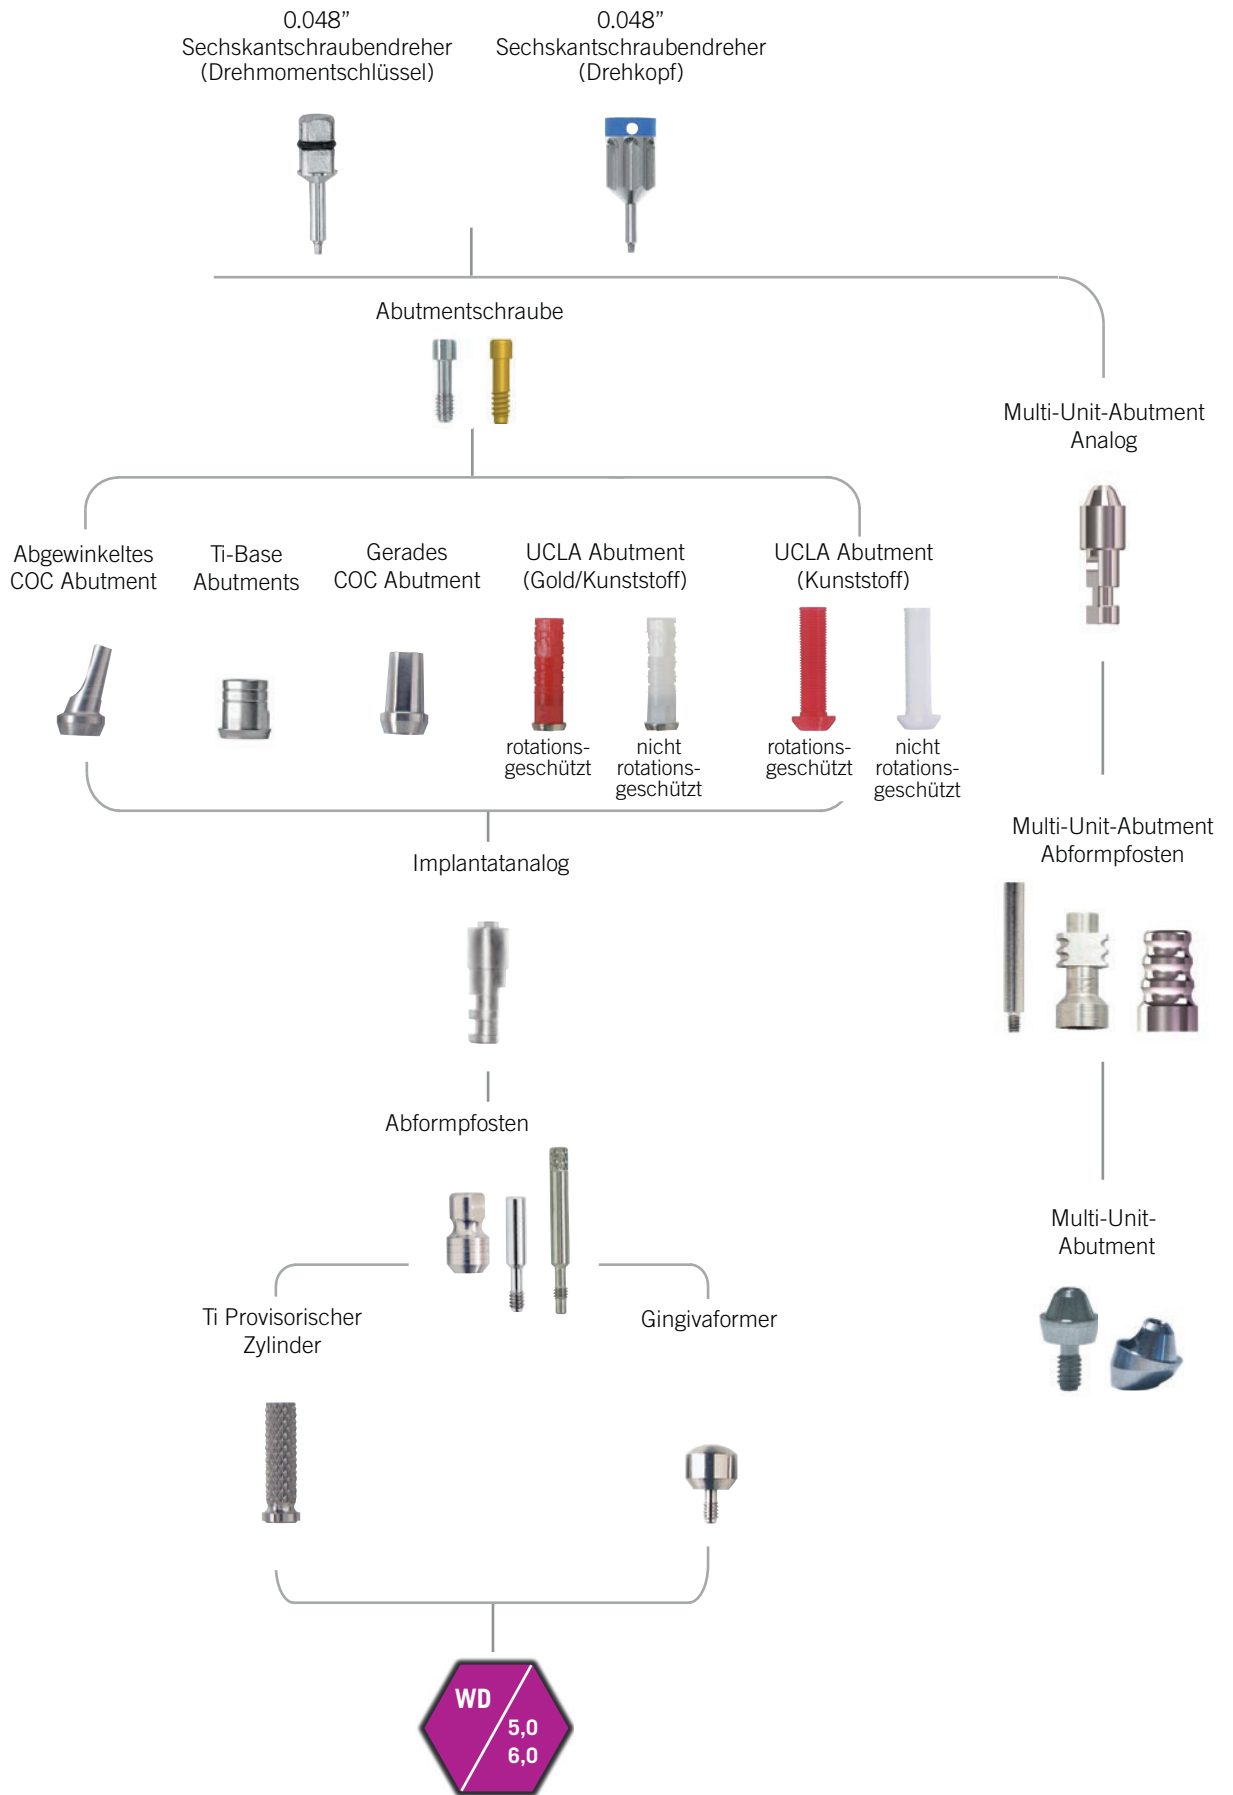 0.048”
Sechskantschraubendreher
(Drehmomentschlüssel)
0.048”
Sechskantschraubendreher
(Drehkopf)
Abutmentschraube
Multi-Unit-Abutment
Analog
Abgewinkeltes
COC Abutment
Ti-Base
Abutments
Gerades
COC Abutment
UCLA Abutment
(Gold/Kunststoff)
UCLA Abutment
(Kunststoff)
rotations-
geschützt
nicht
rotations-
geschützt
rotations-
geschützt
nicht
rotations-
geschützt
Multi-Unit-Abutment
Abformpfosten
Implantatanalog
Abformpfosten
Multi-Unit-
Abutment
Ti Provisorischer
Zylinder
Gingivaformer
WD
5,0
6,0